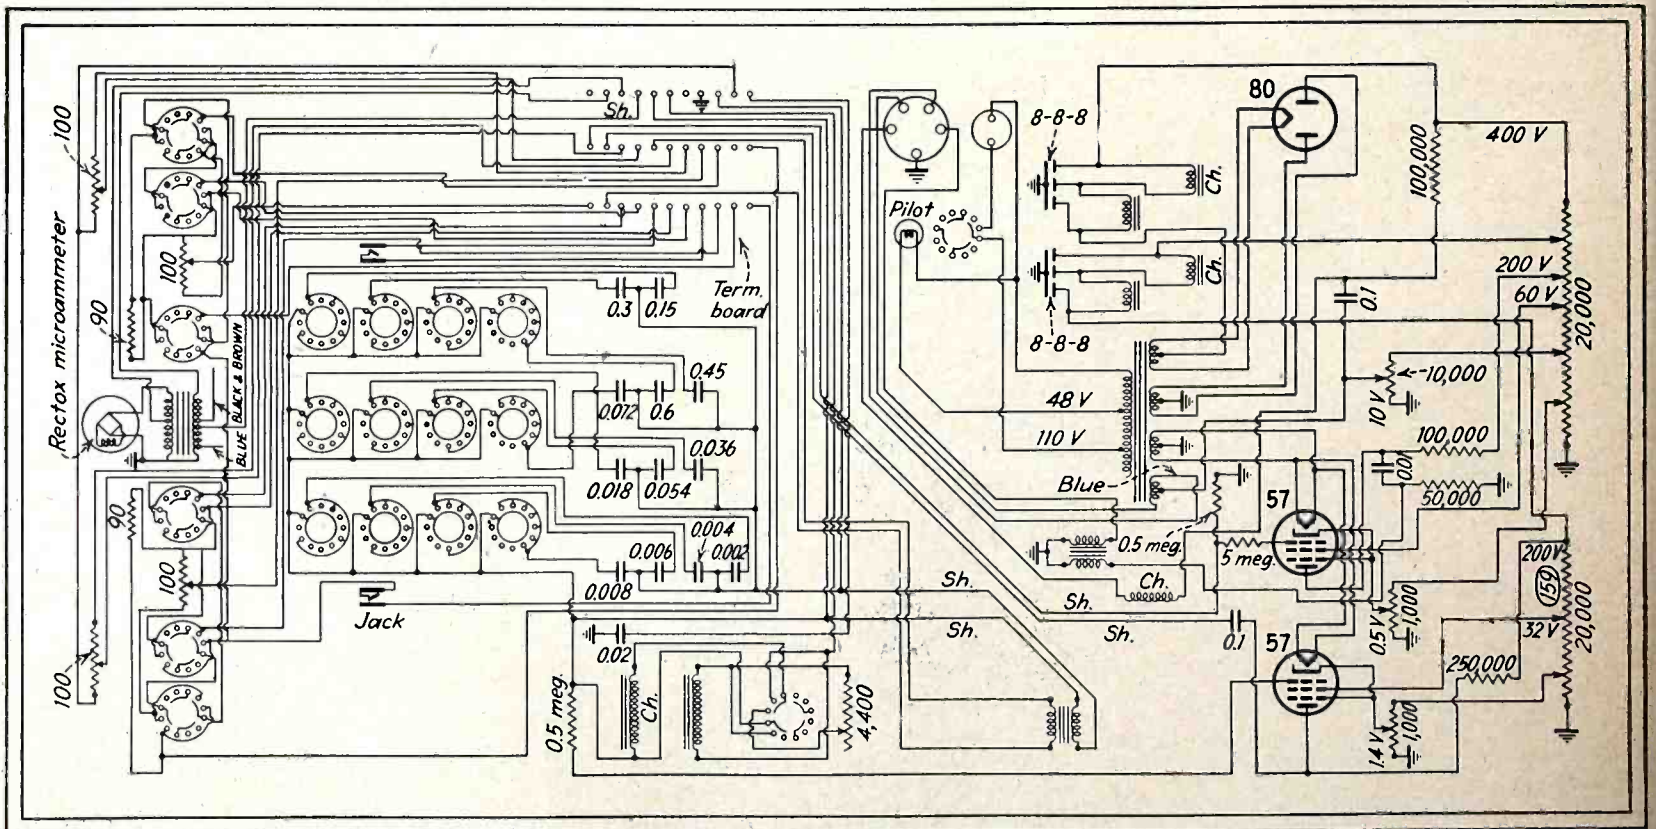 100
Rectox microammeter
90
100
BLUE
BLACK & BROWN
90
100
100
Sh.
Term.
board
0.3
0.15
0.45
0.072
0.6
0.036
0.018
0.054
0.004
0.006
0.002
0.008
Jack
0.02
0.5 meg.
Ch.
4,400
Sh.
Sh.
Sh.
Sh.
Pilot
8-8-8
Ch.
Ch.
8-8-8
80
48 V
110 V
Blue
0.5 meg.
5 meg.
Ch.
0.1
57
57
100,000
400 V
0.1
200 V
60 V
20,000
10,000
10 V
100,000
0.01
50,000
200V
159
32V
20,000
1,000
0.5 V
250,000
1,000
1.4 V